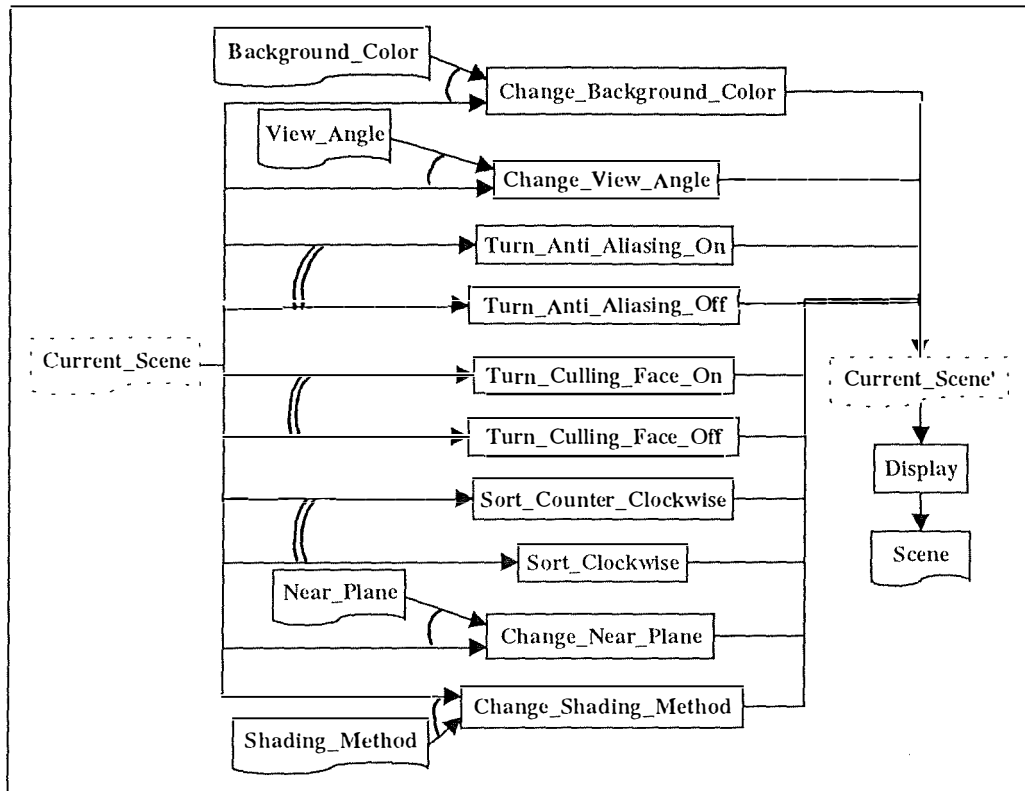 Background_Color
Change_Background_Color
View_Angle
Change_View_Angle
Turn_Anti_Aliasing_On
Turn_Anti_Aliasing_Off
Current_Scene
Turn_Culling_Face_On
Current_Scene'
Turn_Culling_Face_Off
Display
Sort_Counter_Clockwise
Scene
Sort_Clockwise
Near_Plane
Change_Near_Plane
Change_Shading_Method
Shading_Method